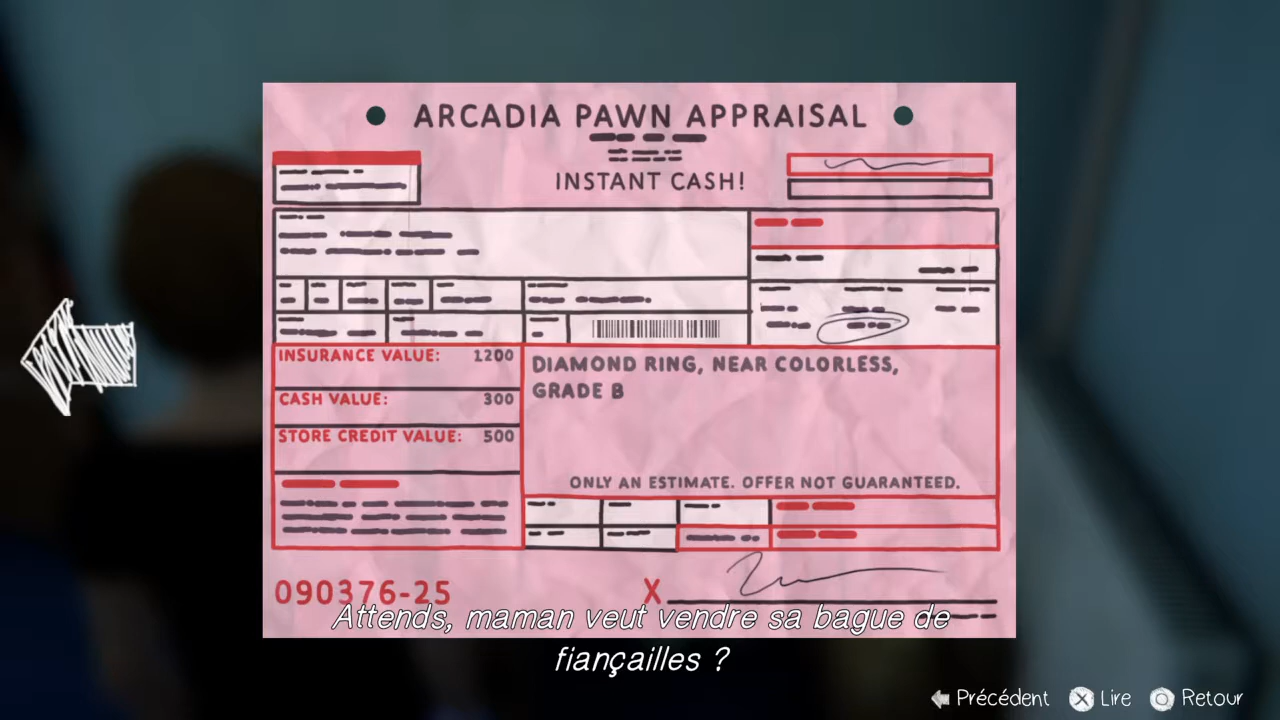 ARCADIA PAWN APPRAISAL
INSTANT CASH!
INSURANCE VALUE: 1200
CASH VALUE: 300
STORE CREDIT VALUE: 500
DIAMOND RING, NEAR COLORLESS,
GRADE B
ONLY AN ESTIMATE. OFFER NOT GUARANTEED.
090376-25
X
Attends, maman veut vendre sa bague de
fiançailles ?
Précédent Lire Retour